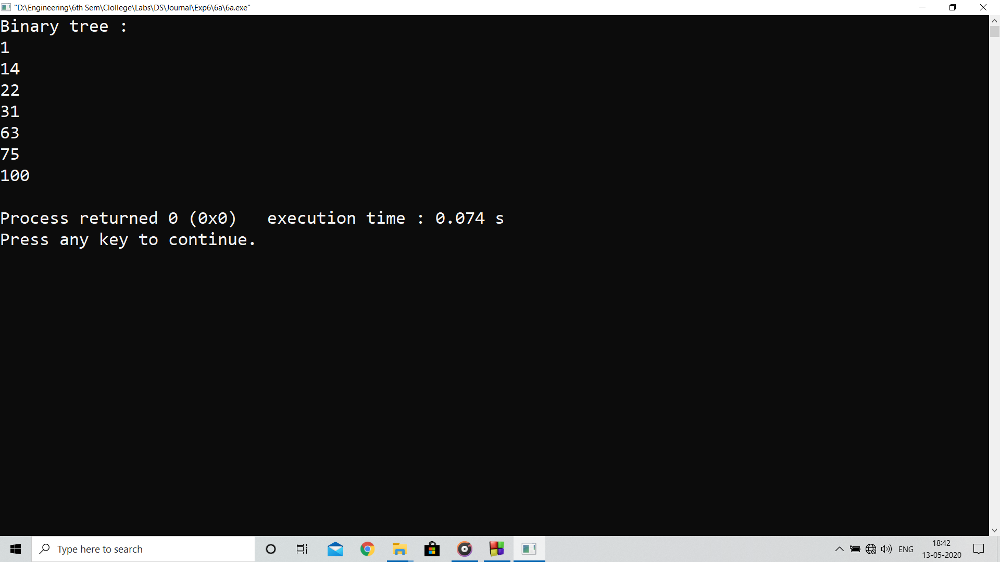 "D:\Engineering\6th Sem\Clollege\Labs\DS\Journal\Exp6\6a\6a.exe"
Binary tree :
1
14
22
31
63
75
100
Process returned 0 (0x0)   execution time : 0.074 s
Press any key to continue.
Type here to search
ENG
18:42
13-05-2020